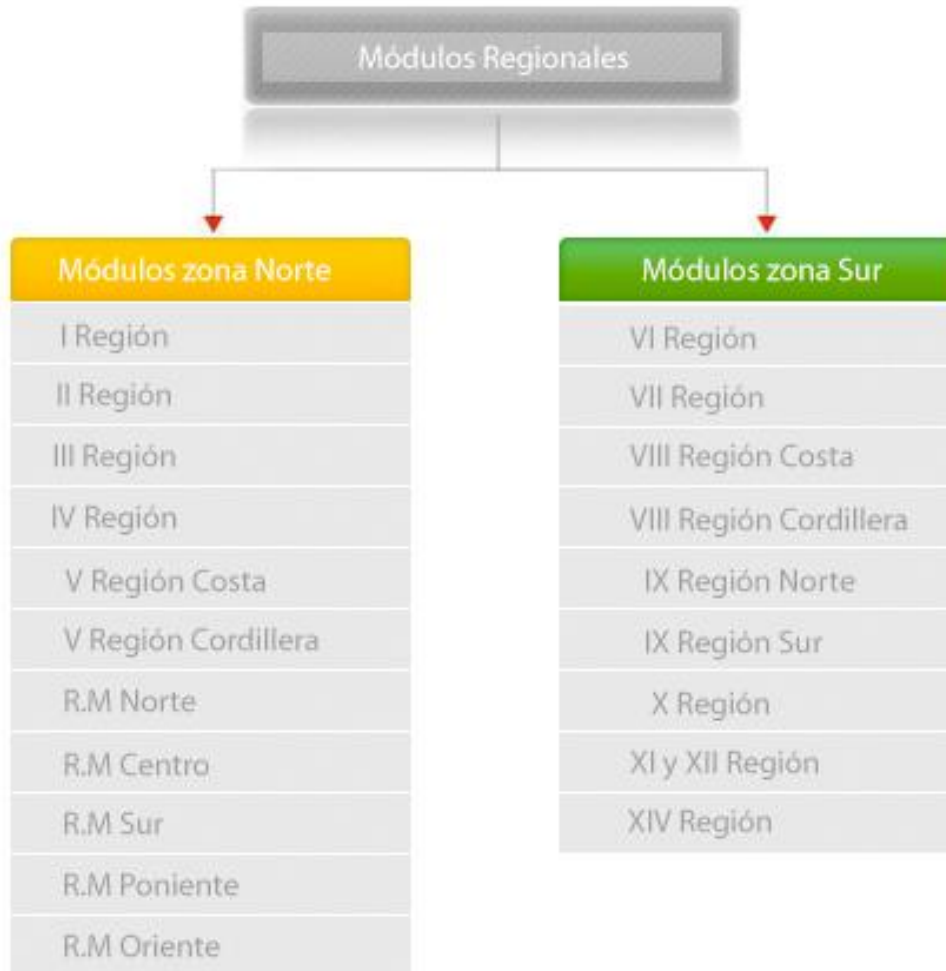 Módulos Regionales
Módulos zona Norte
I Región
II Región
III Región
IV Región
V Región Costa
V Región Cordillera
R.M Norte
R.M Centro
R.M Sur
R.M Poniente
R.M Oriente
Módulos zona Sur
VI Región
VII Región
VIII Región Costa
VIII Región Cordillera
IX Región Norte
IX Región Sur
X Región
XI y XII Región
XIV Región